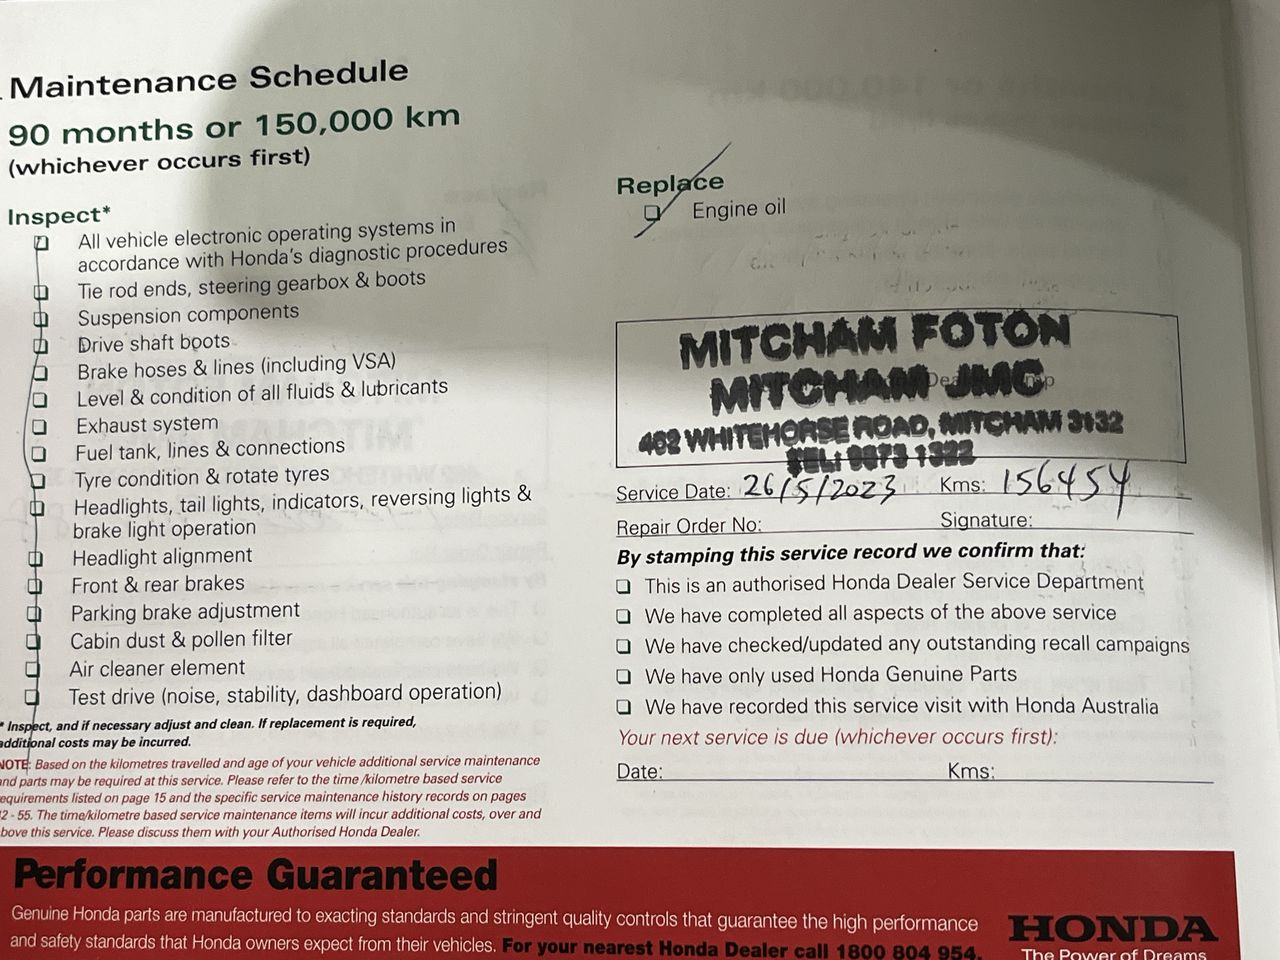 Maintenance Schedule
90 months or 150,000 km
(whichever occurs first)
Inspect*
All vehicle electronic operating systems in
accordance with Honda's diagnostic procedures
Tie rod ends, steering gearbox & boots
Suspension components
Drive shaft boots
Brake hoses & lines (including VSA)
Level & condition of all fluids & lubricants
Exhaust system
Fuel tank, lines & connections
Tyre condition & rotate tyres
Headlights, tail lights, indicators, reversing lights &
brake light operation
Headlight alignment
Front & rear brakes
Parking brake adjustment
Cabin dust & pollen filter
Air cleaner element
Test drive (noise, stability, dashboard operation)
* Inspect, and if necessary adjust and clean. If replacement is required,
additional costs may be incurred.
NOTE: Based on the kilometres travelled and age of your vehicle additional service maintenance
and parts may be required at this service. Please refer to the time/kilometre based service
equirements listed on page 15 and the specific service maintenance history records on pages
2 - 55. The time/kilometre based service maintenance items will incur additional costs, over and
bove this service. Please discuss them with your Authorised Honda Dealer.
Replace
Engine oil
MITCHAM FOTON
MITCHAM JMC
462 WHITEHORSE ROAD, MITCHAM 3132
TEL: 9873 1322
Service Date: 26/5/2023 Kms: 156454
Repair Order No: Signature:
By stamping this service record we confirm that:
This is an authorised Honda Dealer Service Department
We have completed all aspects of the above service
We have checked/updated any outstanding recall campaigns
We have only used Honda Genuine Parts
We have recorded this service visit with Honda Australia
Your next service is due (whichever occurs first):
Date: Kms:
Performance Guaranteed
Genuine Honda parts are manufactured to exacting standards and stringent quality controls that guarantee the high performance
and safety standards that Honda owners expect from their vehicles. For your nearest Honda Dealer call 1800 804 954.
HONDA
The Power of Dreams